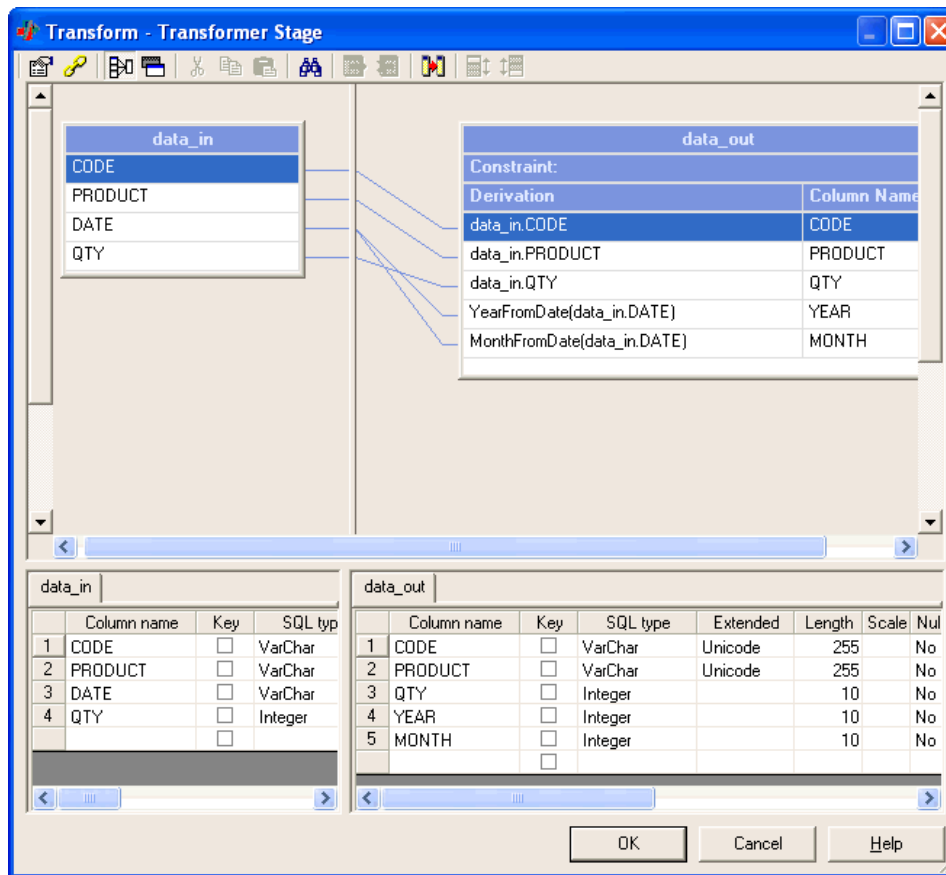 Transform - Transformer Stage
data_in
CODE
PRODUCT
DATE
QTY
data_out
Constraint:
Derivation Column Name
data_in.CODE CODE
data_in.PRODUCT PRODUCT
data_in.QTY QTY
YearFromDate(data_in.DATE) YEAR
MonthFromDate(data_in.DATE) MONTH
data_in
Column name Key SQL typ
1 CODE VarChar
2 PRODUCT VarChar
3 DATE VarChar
4 QTY Integer
data_out
Column name Key SQL type Extended Length Scale Nul
1 CODE VarChar Unicode 255 No
2 PRODUCT VarChar Unicode 255 No
3 QTY Integer 10 No
4 YEAR Integer 10 No
5 MONTH Integer 10 No
OK Cancel Help